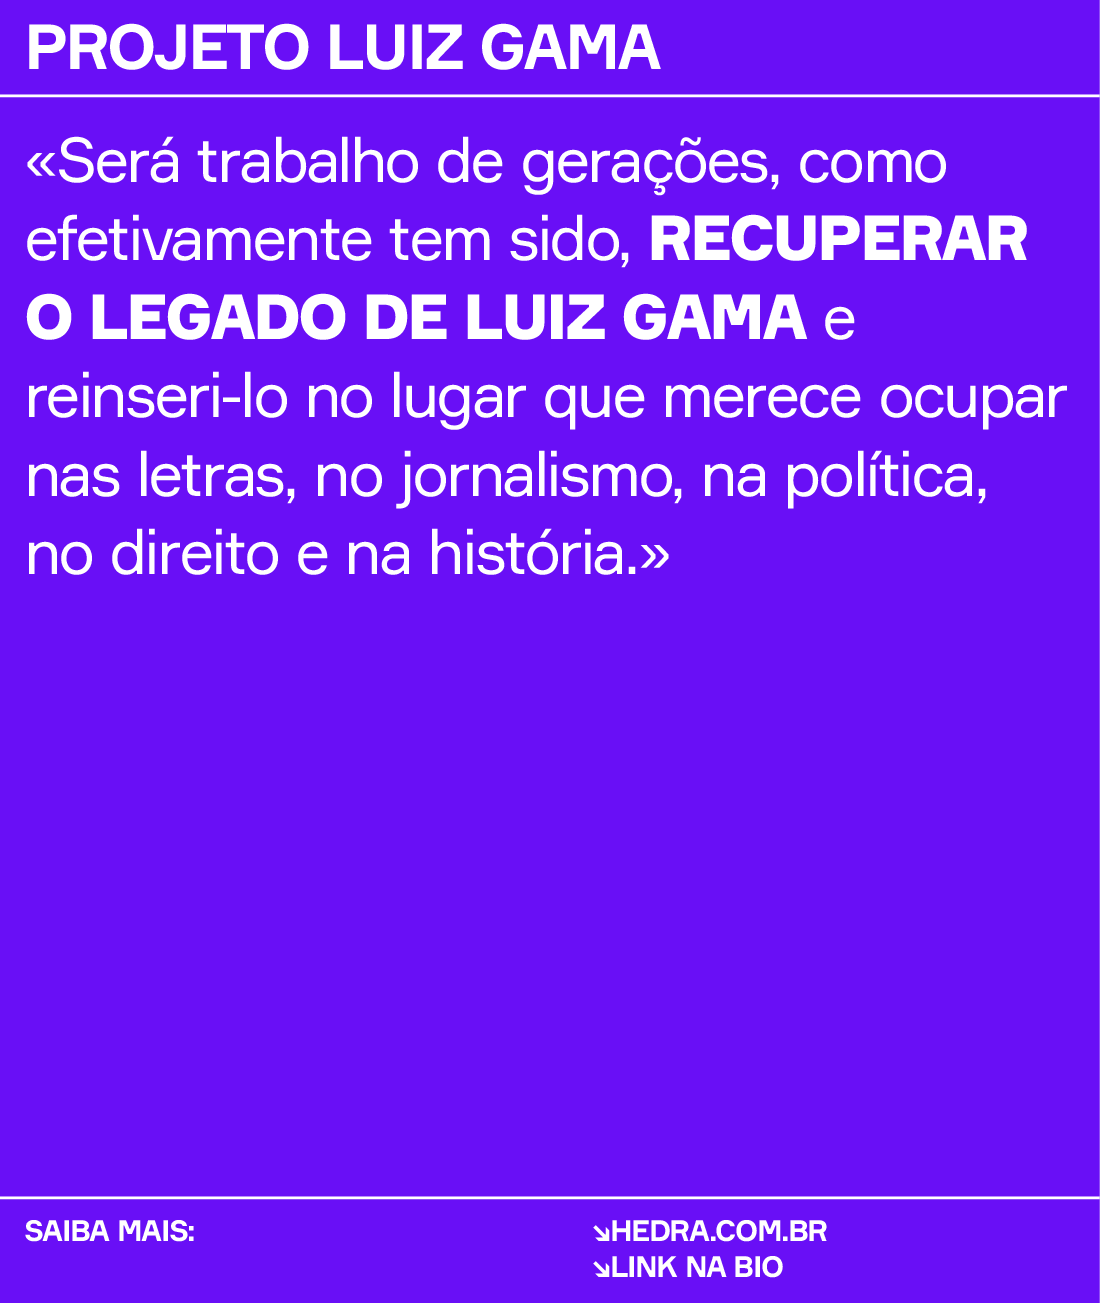 PROJETO LUIZ GAMA
«Será trabalho de gerações, como
efetivamente tem sido, RECUPERAR
O LEGADO DE LUIZ GAMA e
reinseri-lo no lugar que merece ocupar
nas letras, no jornalismo, na política,
no direito e na história.»
SAIBA MAIS:
↘HEDRA.COM.BR
↘LINK NA BIO